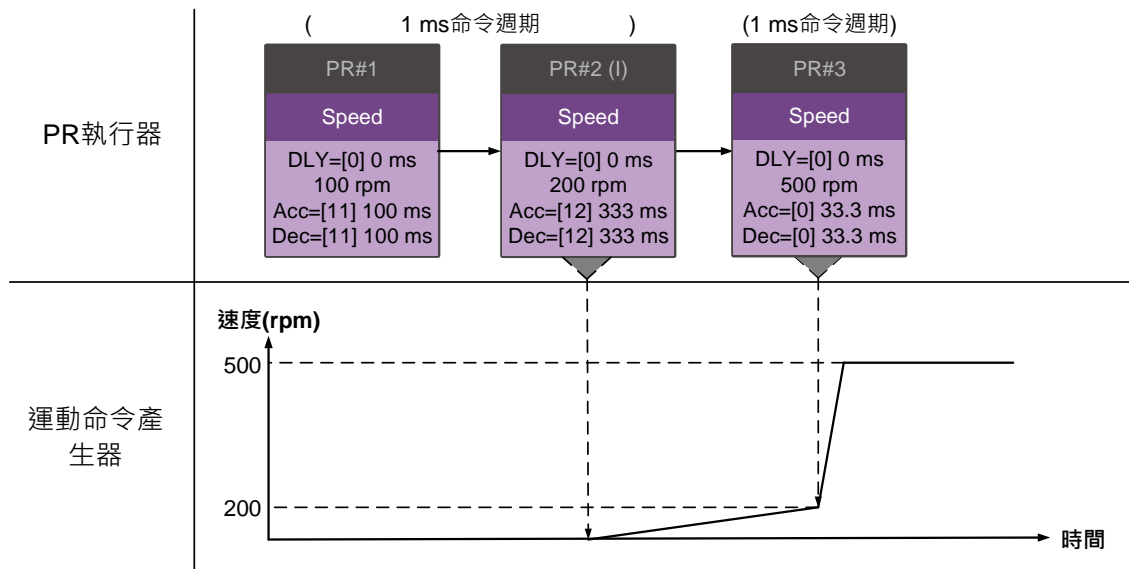 ( 1 ms命令週期 )
(1 ms命令週期)
PR執行器
PR#1
Speed
DLY=[0] 0 ms
100 rpm
Acc=[11] 100 ms
Dec=[11] 100 ms
PR#2 (I)
Speed
DLY=[0] 0 ms
200 rpm
Acc=[12] 333 ms
Dec=[12] 333 ms
PR#3
Speed
DLY=[0] 0 ms
500 rpm
Acc=[0] 33.3 ms
Dec=[0] 33.3 ms
運動命令產
生器
速度(rpm)
500
200
時間